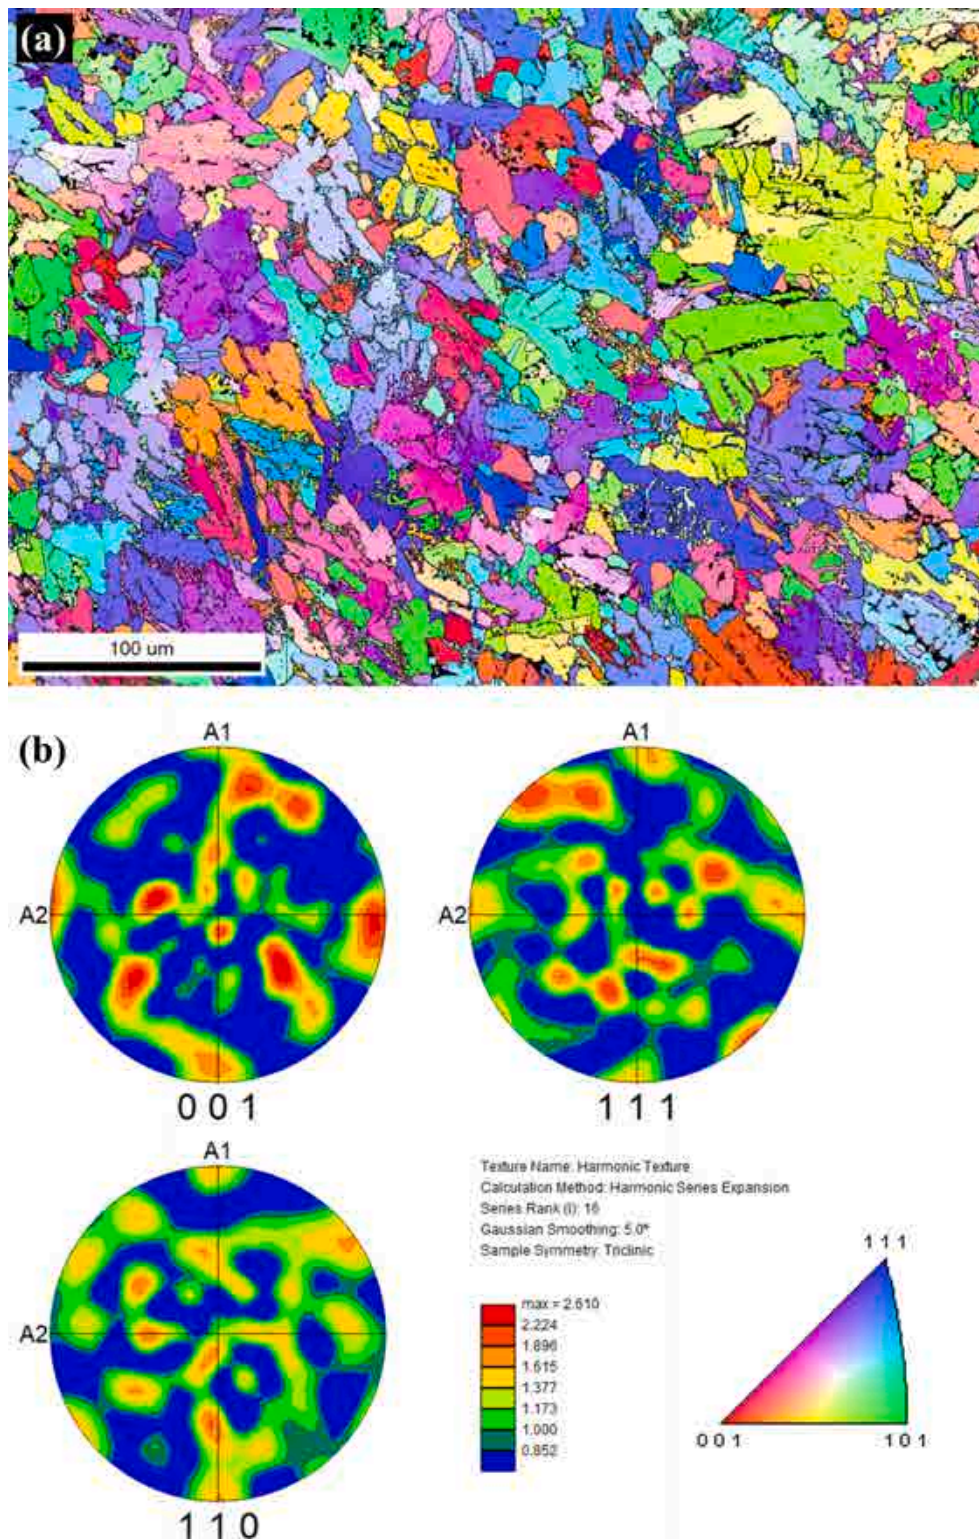 (a)
100 um
(b)
A1
A1
A2
A2
0 0 1
1 1 1
A1
A2
1 1 0
Texture Name: Harmonic Texture
Calculation Method: Harmonic Series Expansion
Series Rank (l): 16
Gaussian Smoothing: 5.0°
Sample Symmetry: Triclinic
max = 2.610
2.224
1.896
1.615
1.377
1.173
1.000
0.852
1 1 1
0 0 1
1 0 1